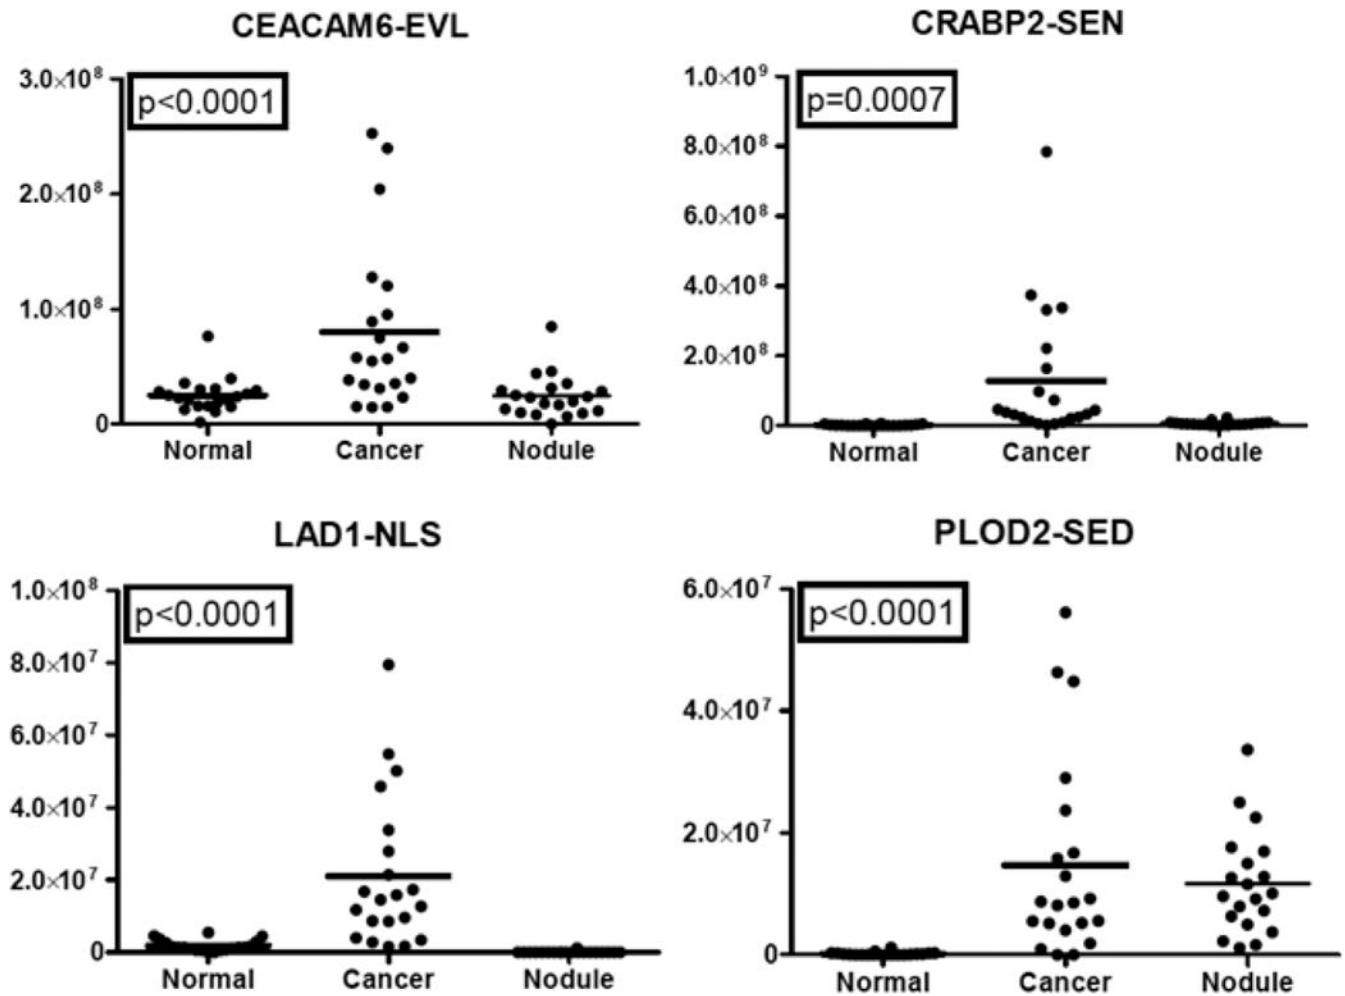 CEACAM6-EVL
3.0×10⁸
p<0.0001
2.0×10⁸
1.0×10⁸
0
Normal Cancer Nodule
CRABP2-SEN
1.0×10⁹
p=0.0007
8.0×10⁸
6.0×10⁸
4.0×10⁸
2.0×10⁸
0
Normal Cancer Nodule
LAD1-NLS
1.0×10⁸
p<0.0001
8.0×10⁷
6.0×10⁷
4.0×10⁷
2.0×10⁷
0
Normal Cancer Nodule
PLOD2-SED
6.0×10⁷
p<0.0001
4.0×10⁷
2.0×10⁷
0
Normal Cancer Nodule